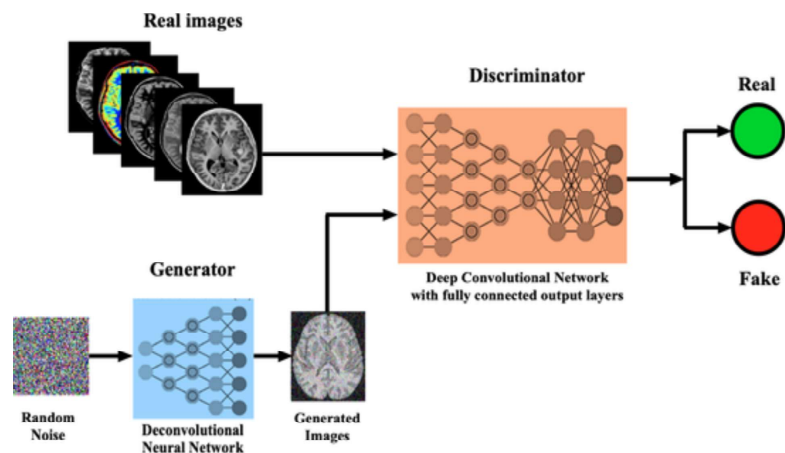 Real images
Discriminator
Real
Fake
Deep Convolutional Network
with fully connected output layers
Generator
Random
Noise
Deconvolutional
Neural Network
Generated
Images